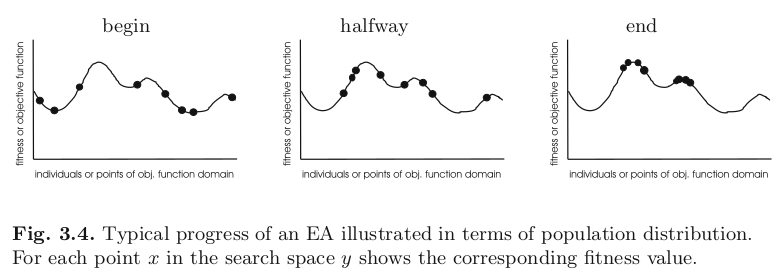 begin
halfway
end
fitness or objective function
fitness or objective function
fitness or objective function
individuals or points of obj. function domain
individuals or points of obj. function domain
individuals or points of obj. function domain
Fig. 3.4. Typical progress of an EA illustrated in terms of population distribution.
For each point x in the search space y shows the corresponding fitness value.